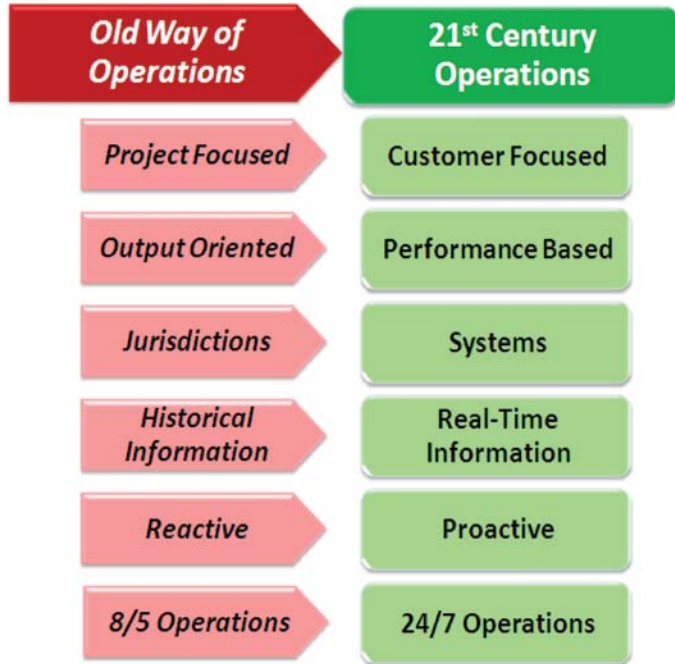 Old Way of
Operations
21st Century
Operations
Project Focused
Customer Focused
Output Oriented
Performance Based
Jurisdictions
Systems
Historical
Information
Real-Time
Information
Reactive
Proactive
8/5 Operations
24/7 Operations